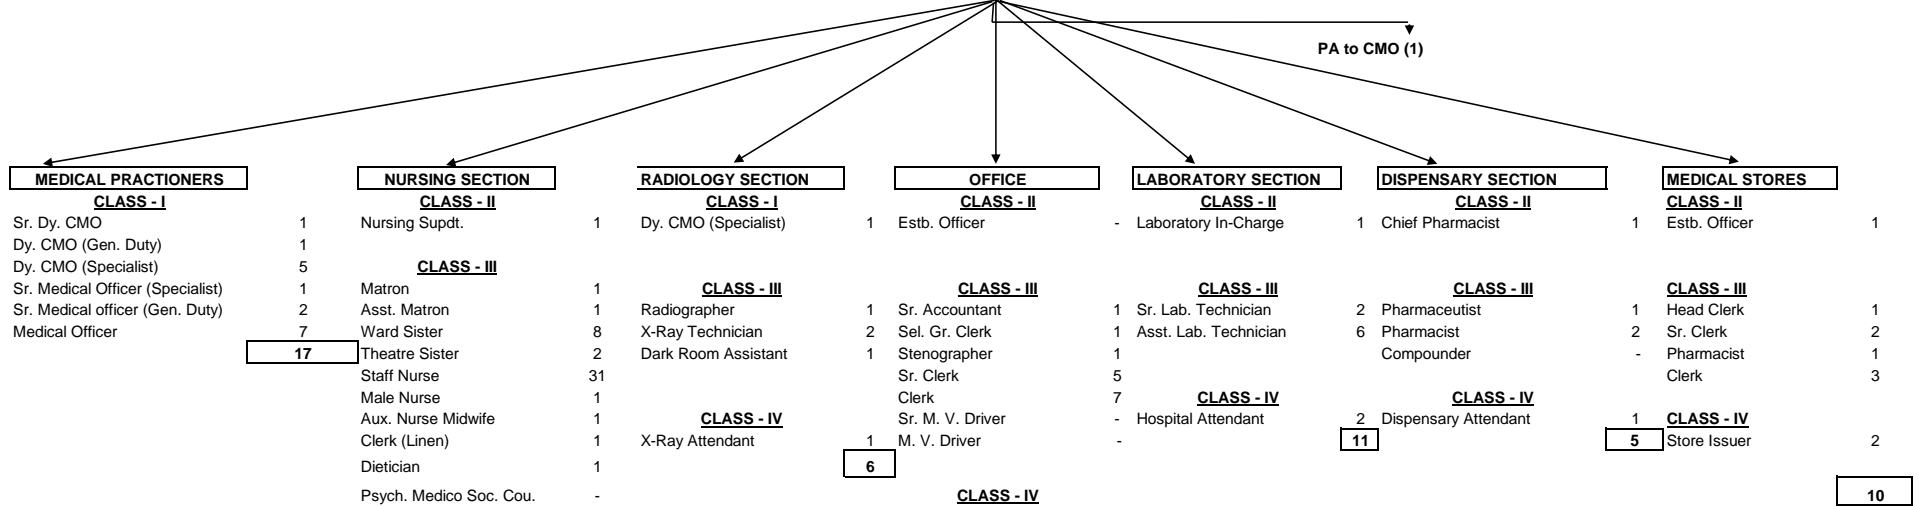 PA to CMO (1)
MEDICAL PRACTIONERS NURSING SECTION RADIOLOGY SECTION OFFICE LABORATORY SECTION DISPENSARY SECTION MEDICAL STORES
CLASS - I CLASS - II CLASS - I CLASS - II CLASS - II CLASS - II CLASS - II
Sr. Dy. CMO 1 Nursing Supdt. 1 Dy. CMO (Specialist) 1 Estb. Officer - Laboratory In-Charge 1 Chief Pharmacist 1 Estb. Officer 1
Dy. CMO (Gen. Duty) 1
Dy. CMO (Specialist) 5 CLASS - III
Sr. Medical Officer (Specialist) 1 Matron 1 CLASS - III CLASS - III CLASS - III CLASS - III CLASS - III
Sr. Medical officer (Gen. Duty) 2 Asst. Matron 1 Radiographer 1 Sr. Accountant 1 Sr. Lab. Technician 2 Pharmaceutist 1 Head Clerk 1
Medical Officer 7 Ward Sister 8 X-Ray Technician 2 Sel. Gr. Clerk 1 Asst. Lab. Technician 6 Pharmacist 2 Sr. Clerk 2
17 Theatre Sister 2 Dark Room Assistant 1 Stenographer 1 Compounder - Pharmacist 1
Staff Nurse 31 Sr. Clerk 5 Clerk 3
Male Nurse 1 Clerk 7 CLASS - IV CLASS - IV
Aux. Nurse Midwife 1 CLASS - IV Sr. M. V. Driver - Hospital Attendant 2 Dispensary Attendant 1 CLASS - IV
Clerk (Linen) 1 X-Ray Attendant 1 M. V. Driver - 11 5 Store Issuer 2
Dietician 1 6
Psych. Medico Soc. Cou. - CLASS - IV 10